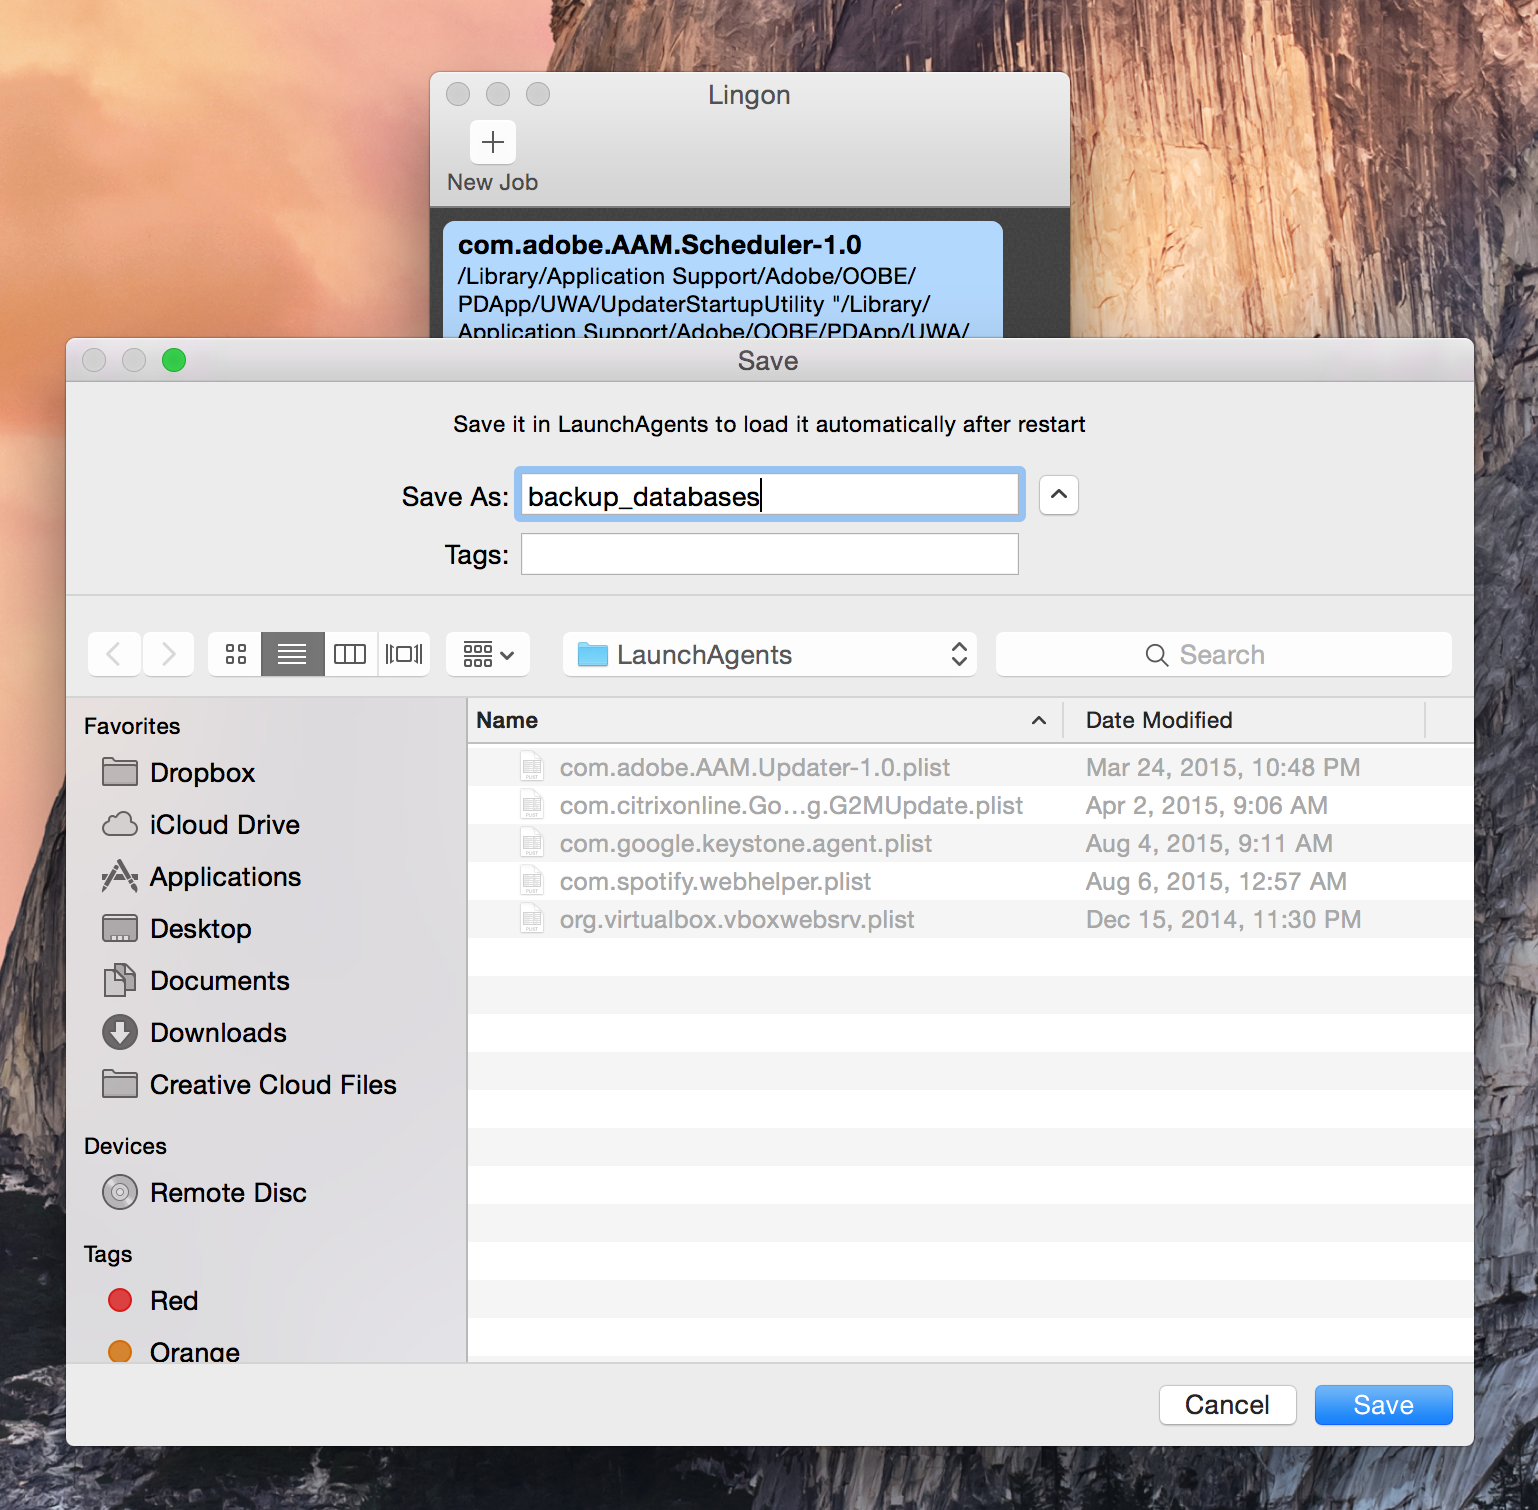 Lingon
New Job
com.adobe.AAM.Scheduler-1.0
/Library/Application Support/Adobe/OOBE/
PDApp/UWA/UpdaterStartupUtility "/Library/
Application Support/Adobe/OOBE/PDApp/UWA/
Save
Save it in LaunchAgents to load it automatically after restart
Save As: backup_databases
Tags:
LaunchAgents
Search
Favorites
Dropbox
iCloud Drive
Applications
Desktop
Documents
Downloads
Creative Cloud Files
Devices
Remote Disc
Tags
Red
Orange
Name Date Modified
com.adobe.AAM.Updater-1.0.plist Mar 24, 2015, 10:48 PM
com.citrixonline.Go...g.G2MUpdate.plist Apr 2, 2015, 9:06 AM
com.google.keystone.agent.plist Aug 4, 2015, 9:11 AM
com.spotify.webhelper.plist Aug 6, 2015, 12:57 AM
org.virtualbox.vboxwebsrv.plist Dec 15, 2014, 11:30 PM
Cancel Save